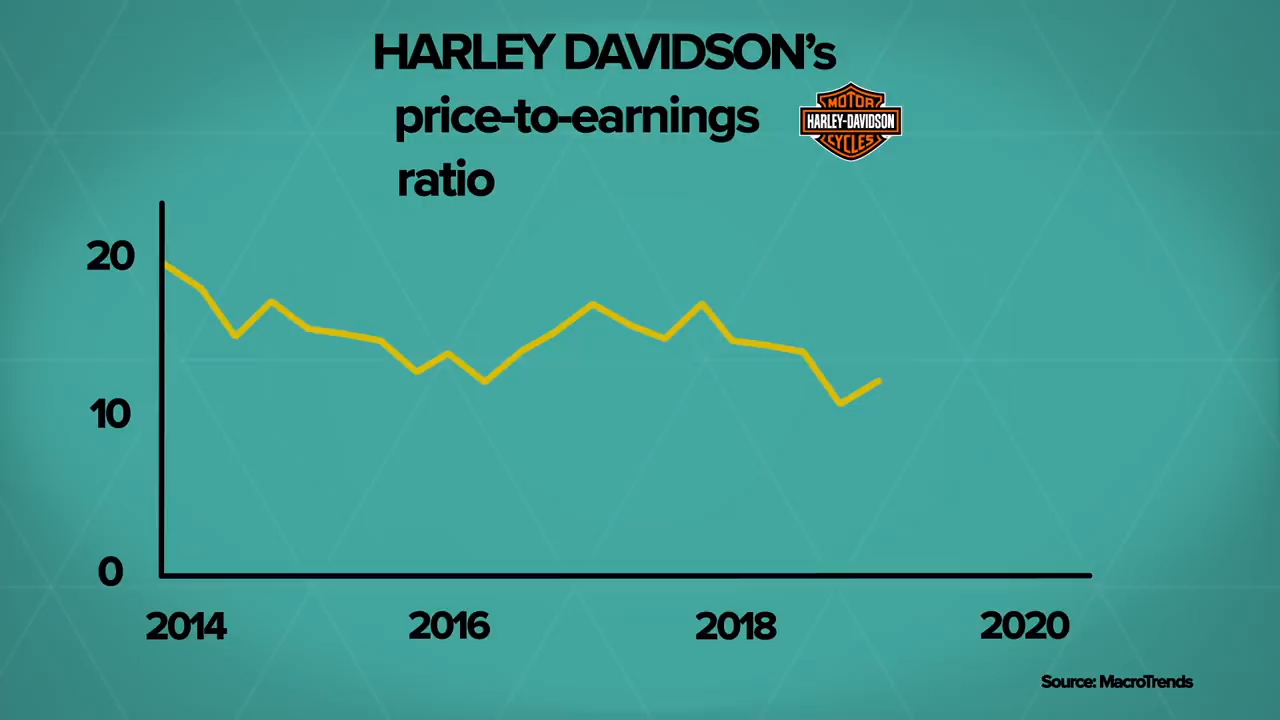 HARLEY DAVIDSON's
price-to-earnings
ratio
MOTOR
HARLEY-DAVIDSON
CYCLES
20
10
0
2014
2016
2018
2020
Source: MacroTrends